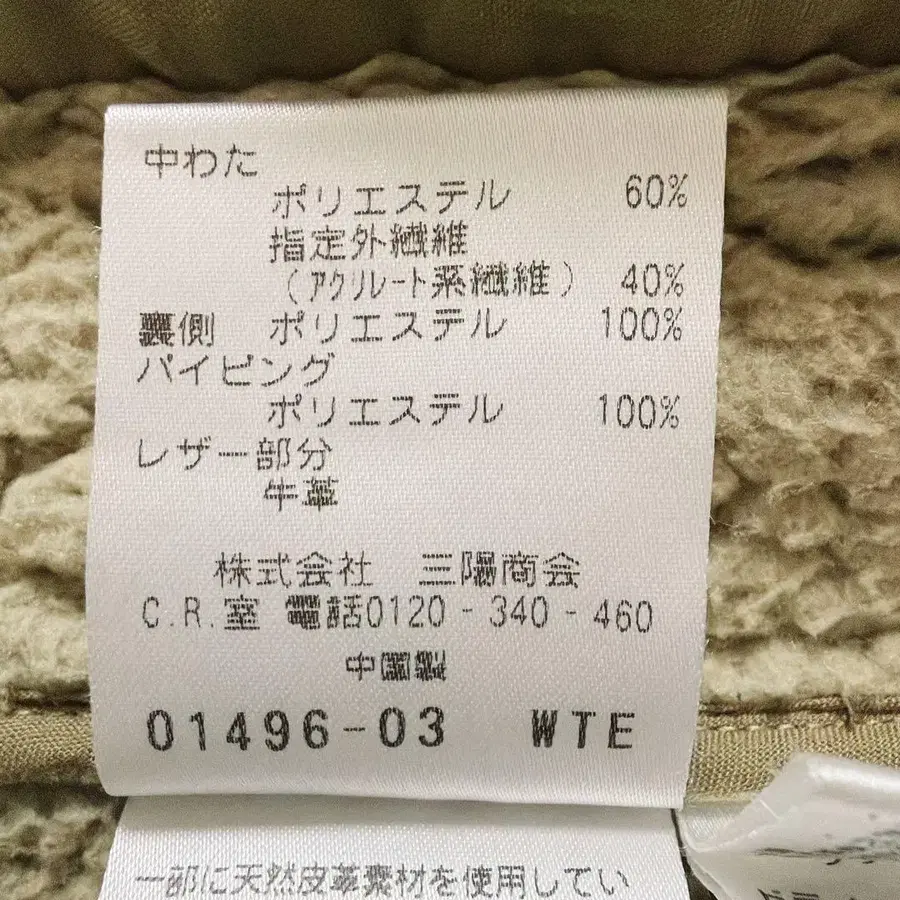 中わた
ポリエステル 60%
指定外繊維
(アクリレート系繊維) 40%
裏側 ポリエステル 100%
パイピング
ポリエステル 100%
レザー部分
牛革
株式会社 三陽商会
C.R.室 電話0120-340-460
中国製
01496-03 WTE
一部に天然皮革素材を使用してい